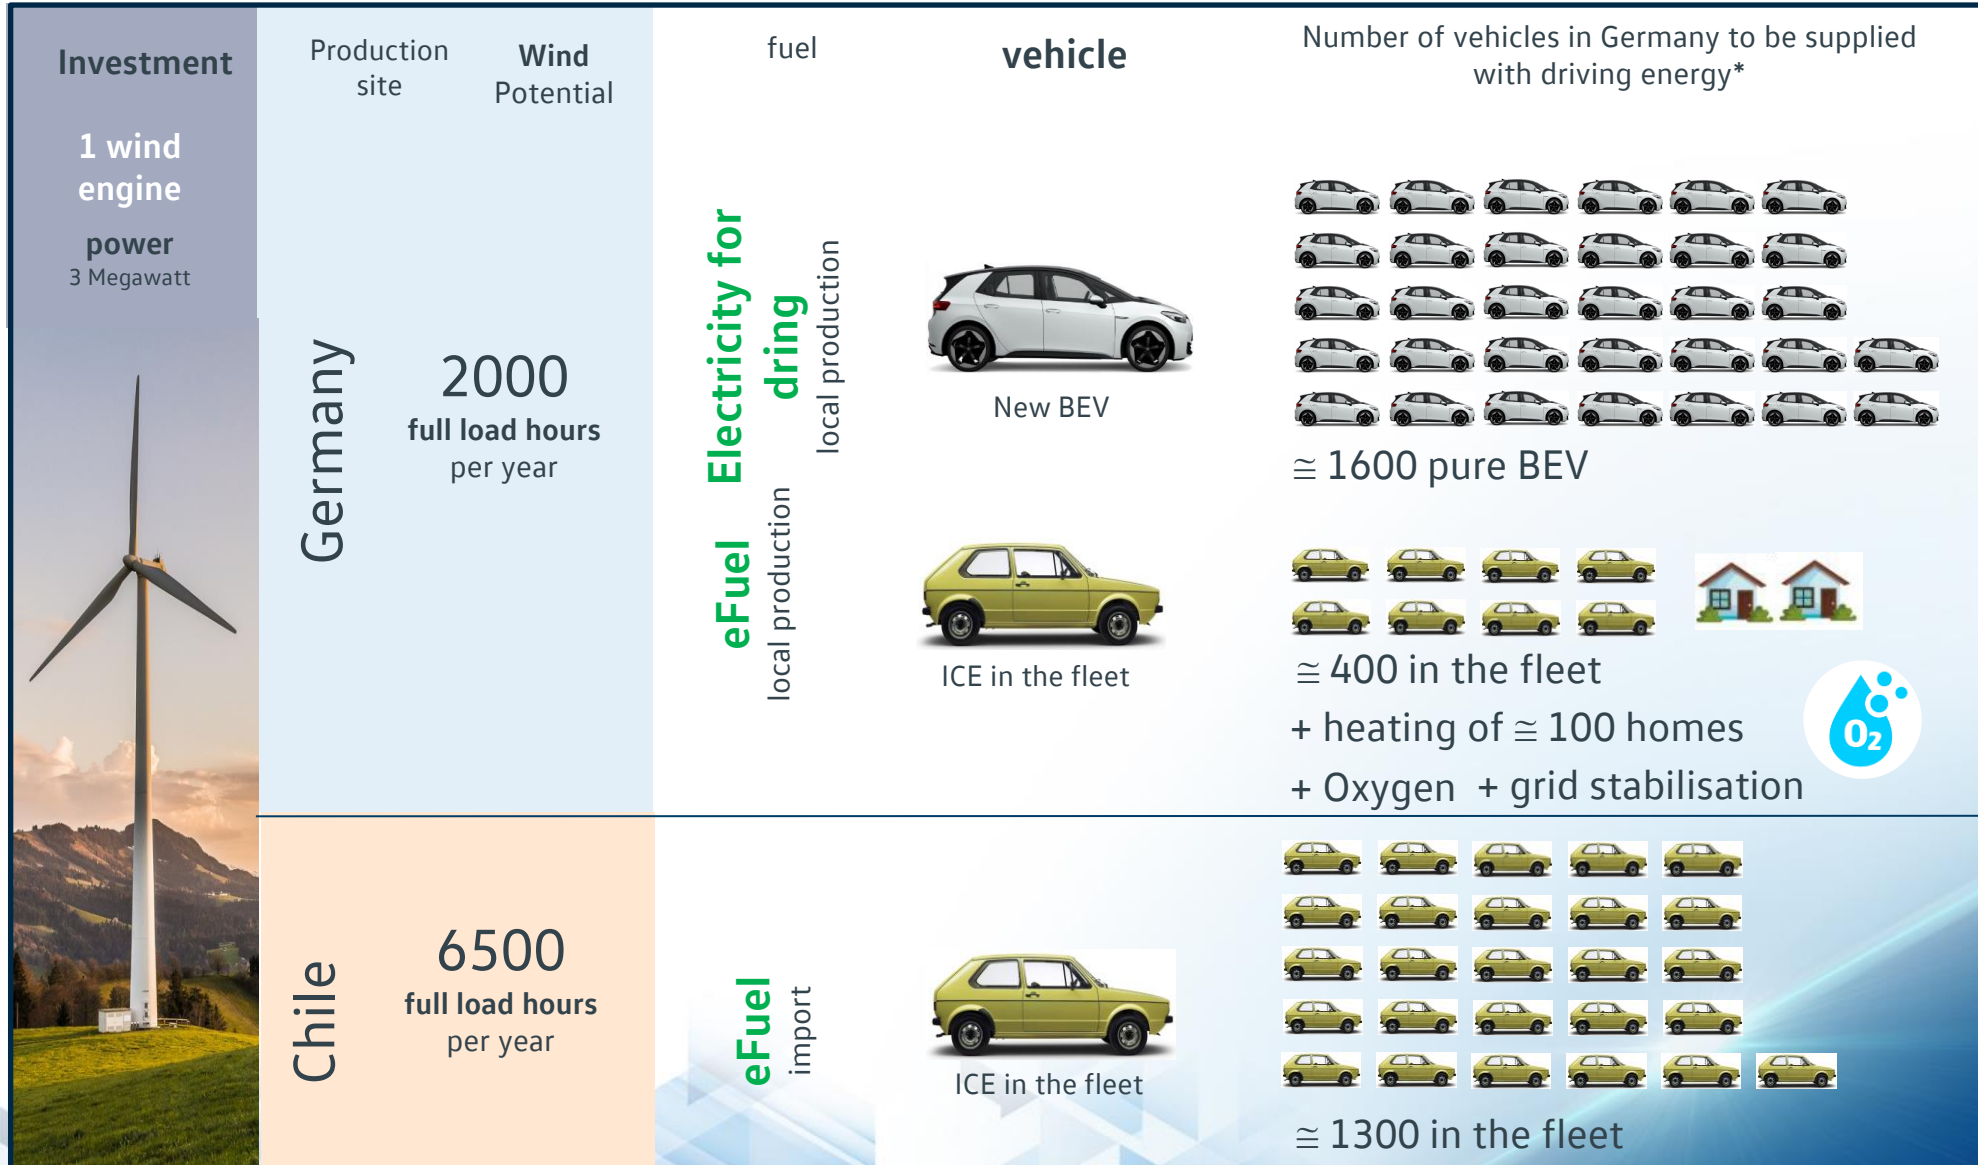 Investment
1 wind
engine
power
3 Megawatt
Production
site
Wind
Potential
fuel
vehicle
Number of vehicles in Germany to be supplied
with driving energy*
Germany
2000
full load hours
per year
Electricity for
dring
local production
New BEV
≅ 1600 pure BEV
eFuel
local production
ICE in the fleet
≅ 400 in the fleet
+ heating of ≅ 100 homes
+ Oxygen + grid stabilisation
O₂
Chile
6500
full load hours
per year
eFuel
import
ICE in the fleet
≅ 1300 in the fleet